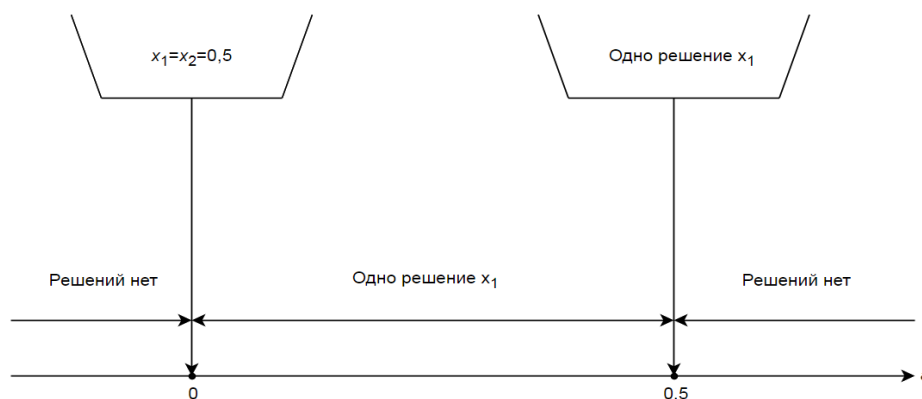 x₁=x₂=0,5
Одно решение x₁
Решений нет
Одно решение x₁
Решений нет
0
0.5